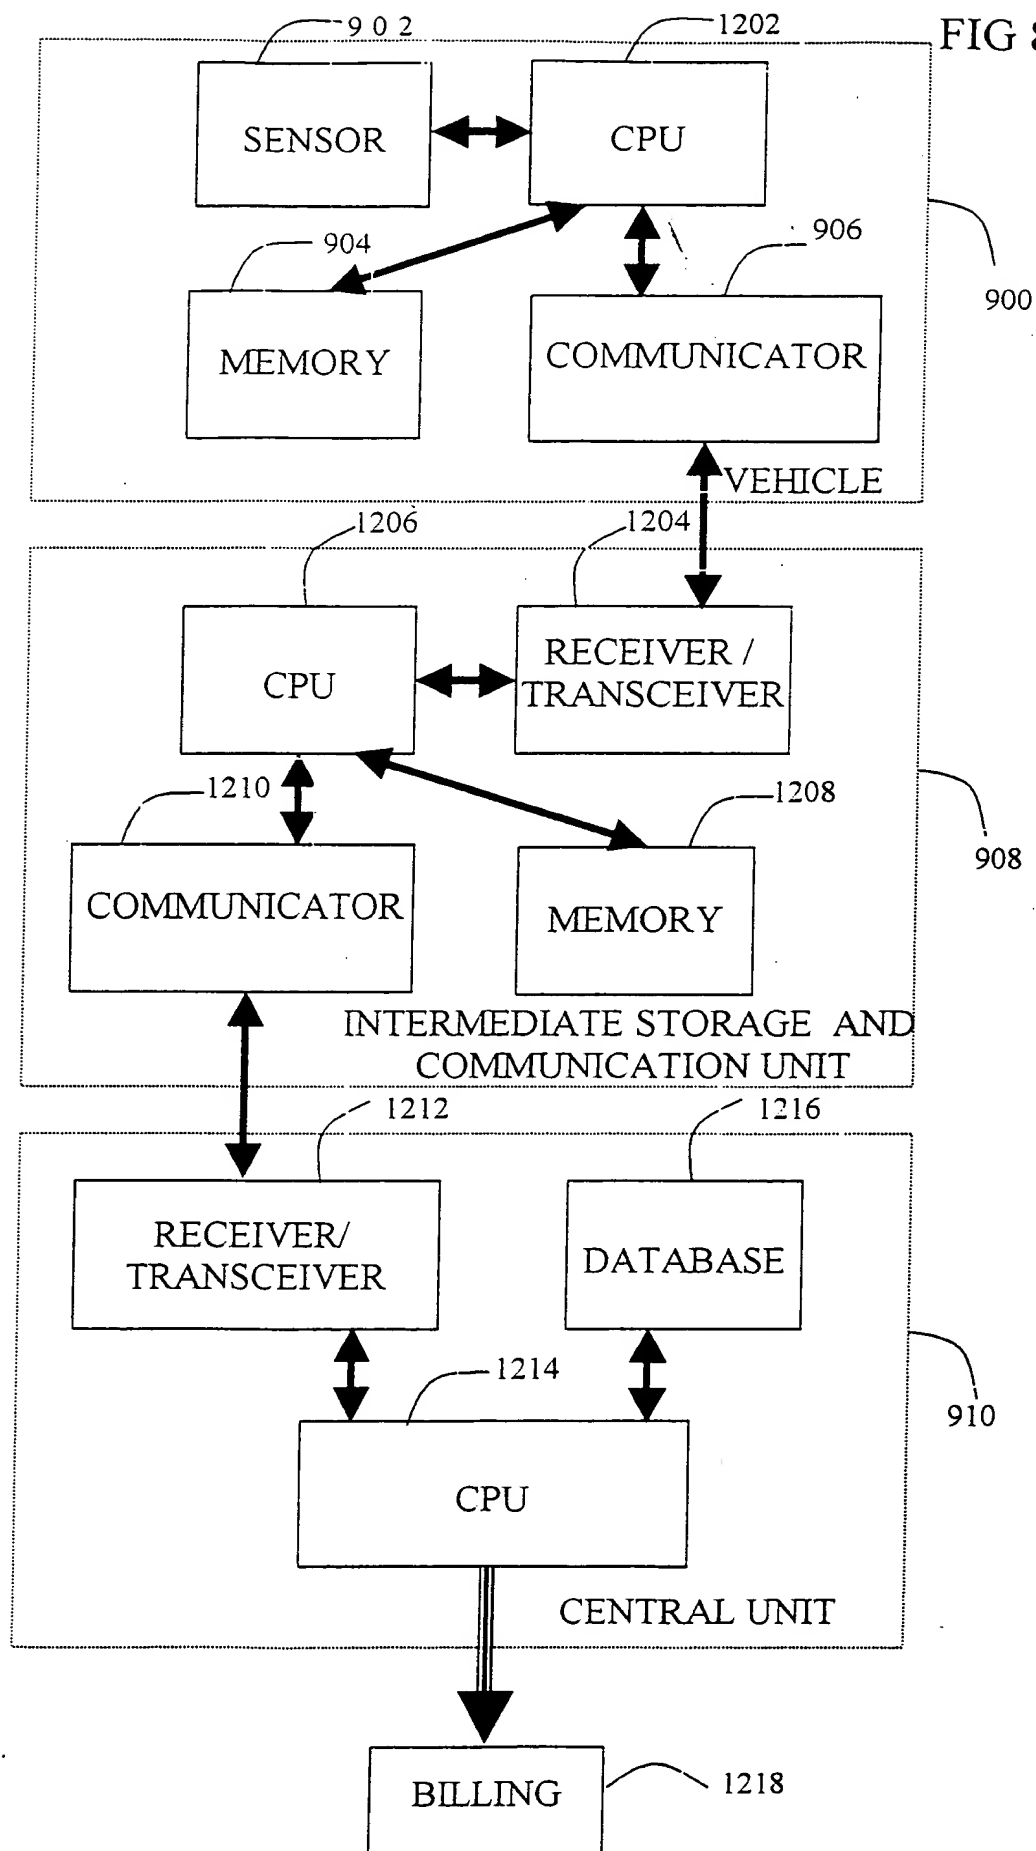 902
1202
FIG 8
SENSOR
CPU
904
906
900
MEMORY
COMMUNICATOR
VEHICLE
1206
1204
CPU
RECEIVER /
TRANSCEIVER
1210
1208
908
COMMUNICATOR
MEMORY
INTERMEDIATE STORAGE AND
COMMUNICATION UNIT
1212
1216
RECEIVER/
TRANSCEIVER
DATABASE
1214
910
CPU
CENTRAL UNIT
BILLING
1218